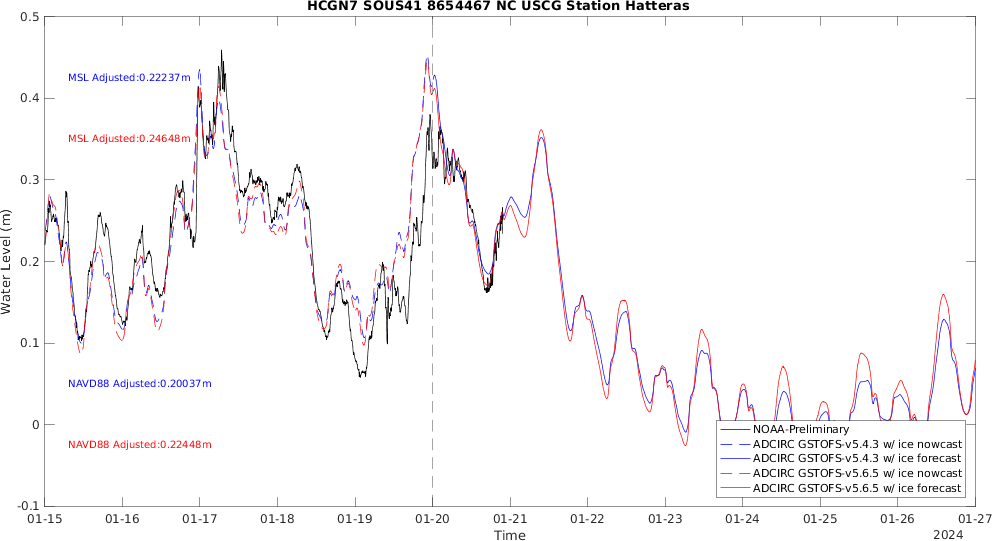 HCGN7 SOUS41 8654467 NC USCG Station Hatteras
0.5
0.4
0.3
0.2
0.1
0
-0.1
Water Level (m)
MSL Adjusted:0.22237m
MSL Adjusted:0.24648m
NAVD88 Adjusted:0.20037m
NAVD88 Adjusted:0.22448m
NOAA-Preliminary
ADCIRC GSTOFS-v5.4.3 w/ ice nowcast
ADCIRC GSTOFS-v5.4.3 w/ ice forecast
ADCIRC GSTOFS-v5.6.5 w/ ice nowcast
ADCIRC GSTOFS-v5.6.5 w/ ice forecast
01-15 01-16 01-17 01-18 01-19 01-20 01-21 01-22 01-23 01-24 01-25 01-26 01-27
Time
2024